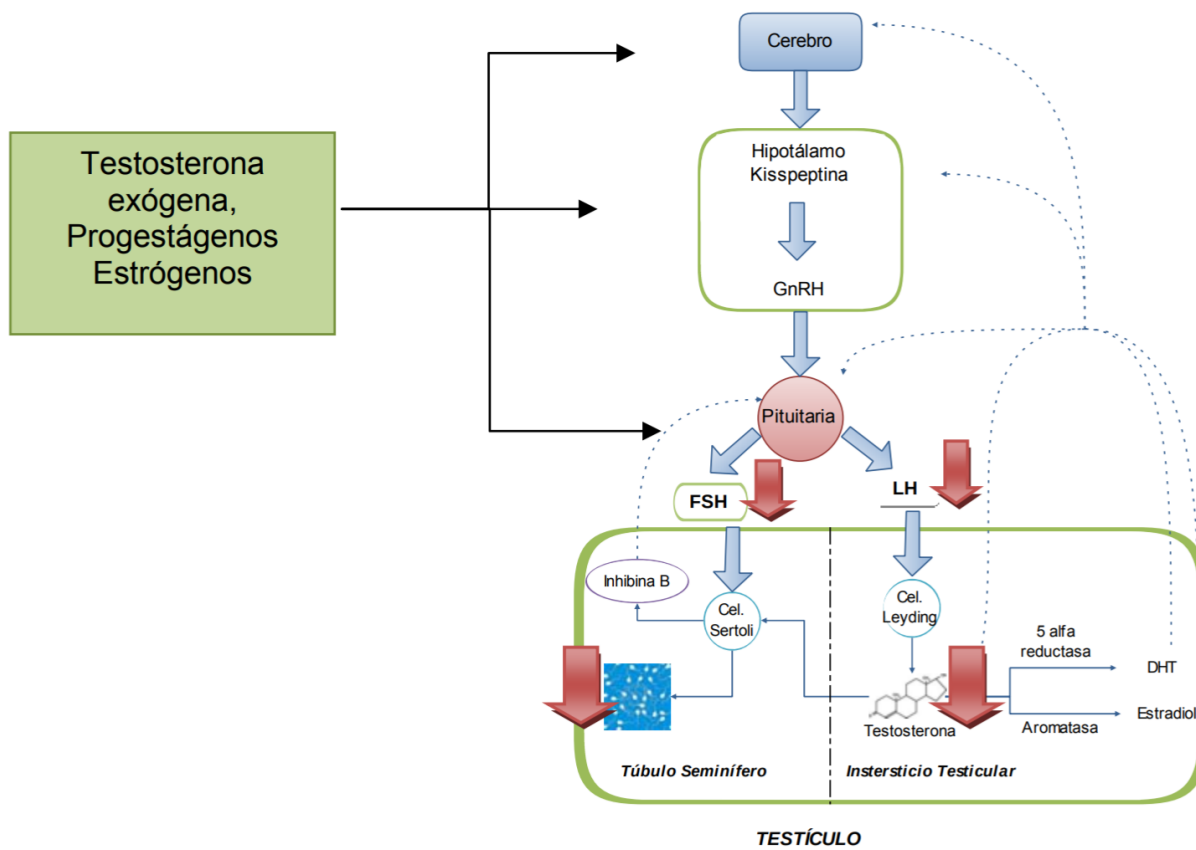 Testosterona
exógena,
Progestágenos
Estrógenos
Cerebro
Hipotálamo
Kisspeptina
GnRH
Pituitaria
FSH
LH
Inhibina B
Cel.
Sertoli
Cel.
Leyding
5 alfa
reductasa
DHT
Testosterona
Aromatasa
Estradiol
Túbulo Seminífero
Instersticio Testicular
TESTÍCULO